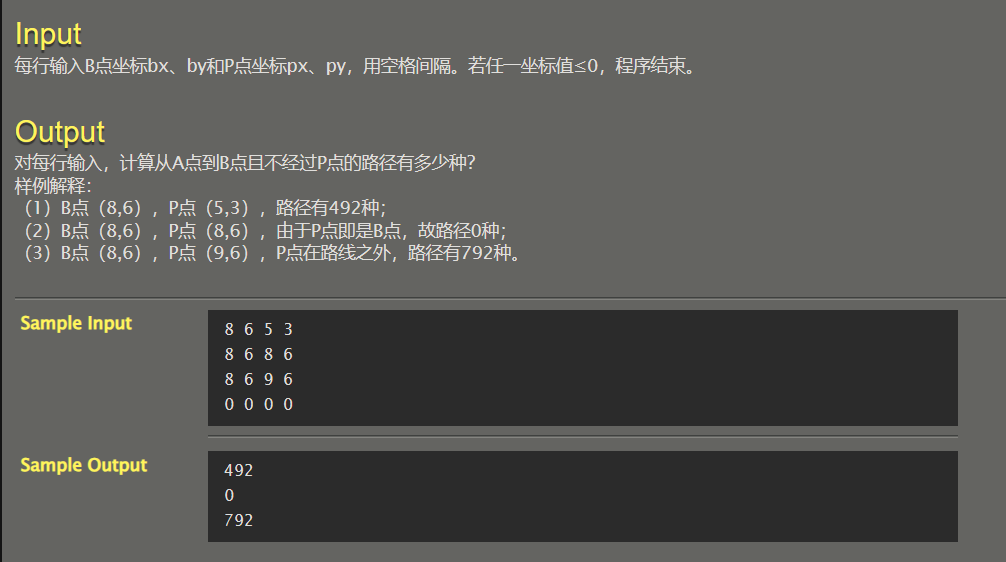 Input
每行输入B点坐标bx、by和P点坐标px、py，用空格间隔。若任一坐标值≤0，程序结束。
Output
对每行输入，计算从A点到B点且不经过P点的路径有多少种？
样例解释：
（1）B点（8,6），P点（5,3），路径有492种；
（2）B点（8,6），P点（8,6），由于P点即是B点，故路径0种；
（3）B点（8,6），P点（9,6），P点在路线之外，路径有792种。
Sample Input
8 6 5 3
8 6 8 6
8 6 9 6
0 0 0 0
Sample Output
492
0
792